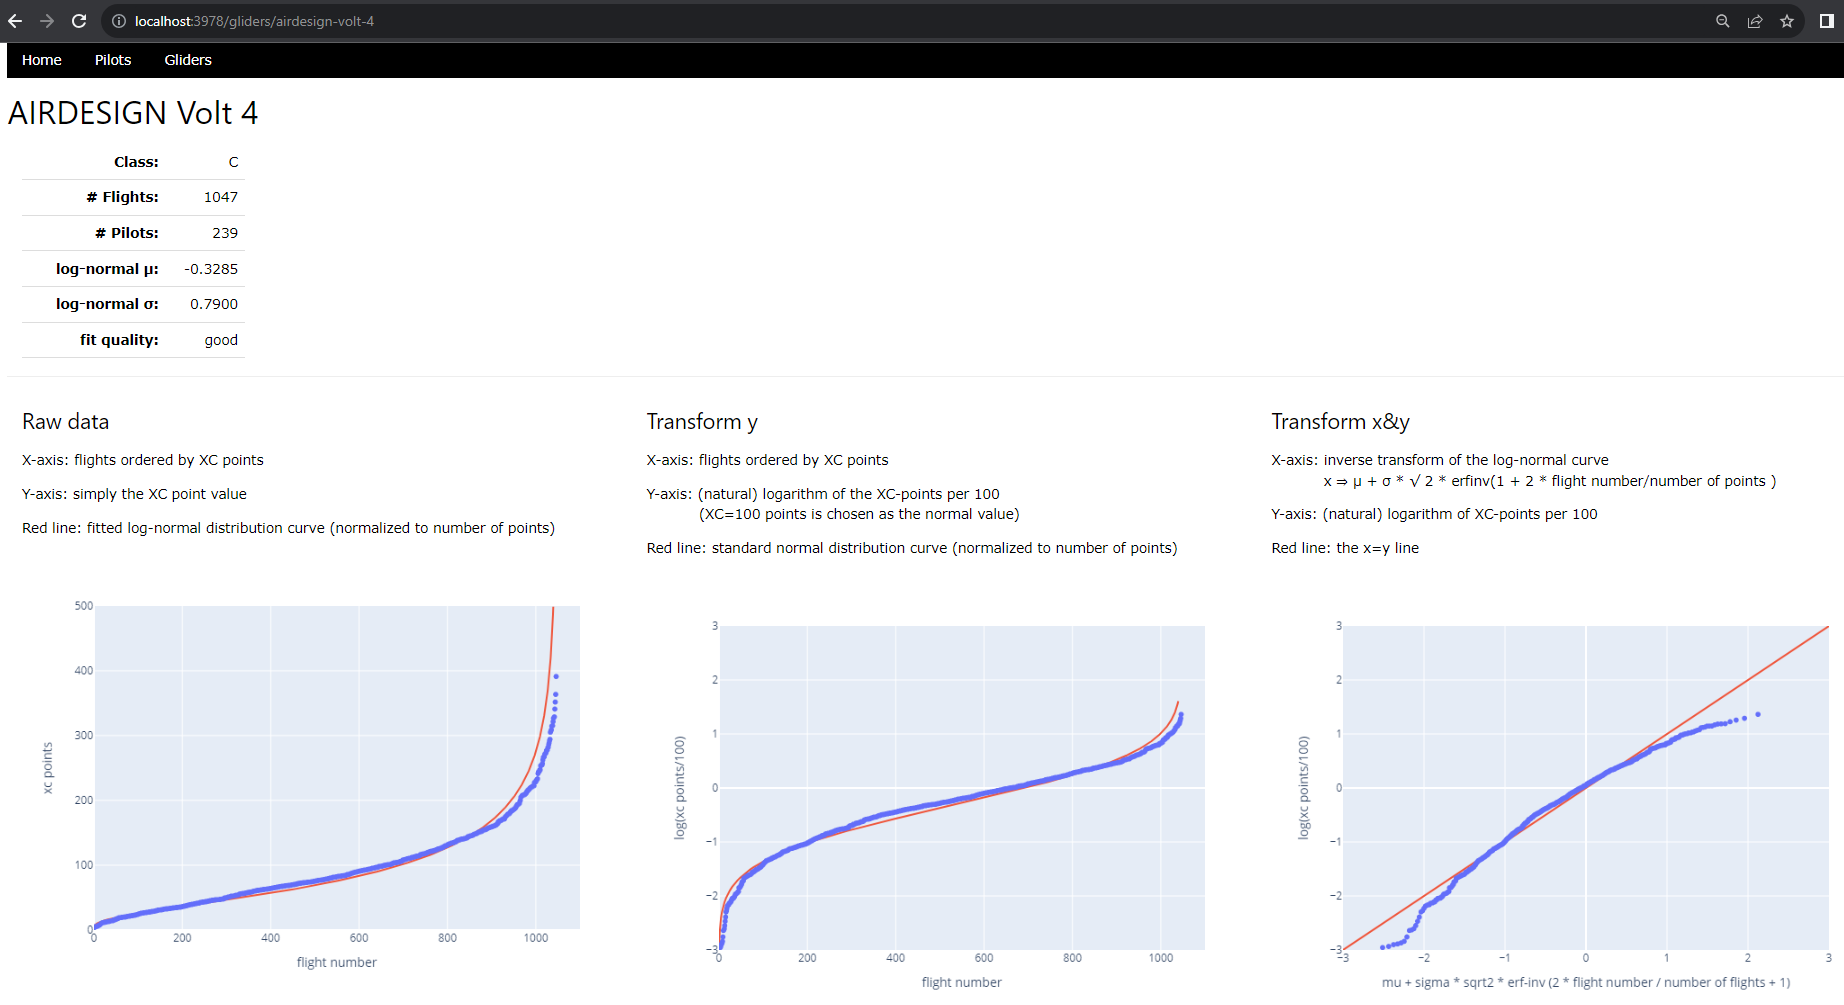 localhost:3978/gliders/airdesign-volt-4
Home Pilots Gliders
AIRDESIGN Volt 4
Class: C
# Flights: 1047
# Pilots: 239
log-normal μ: -0.3285
log-normal σ: 0.7900
fit quality: good
Raw data
X-axis: flights ordered by XC points
Y-axis: simply the XC point value
Red line: fitted log-normal distribution curve (normalized to number of points)
500
400
300
200
100
0
0 200 400 600 800 1000
xc points
flight number
Transform y
X-axis: flights ordered by XC points
Y-axis: (natural) logarithm of the XC-points per 100
(XC=100 points is chosen as the normal value)
Red line: standard normal distribution curve (normalized to number of points)
3
2
1
0
−1
−2
−3
0 200 400 600 800 1000
log(xc points/100)
flight number
Transform x&y
X-axis: inverse transform of the log-normal curve
x ⇒ μ + σ * √ 2 * erfinv(1 + 2 * flight number/number of points )
Y-axis: (natural) logarithm of XC-points per 100
Red line: the x=y line
3
2
1
0
−1
−2
−3
−3 −2 −1 0 1 2 3
log(xc points/100)
mu + sigma * sqrt2 * erf-inv (2 * flight number / number of flights + 1)